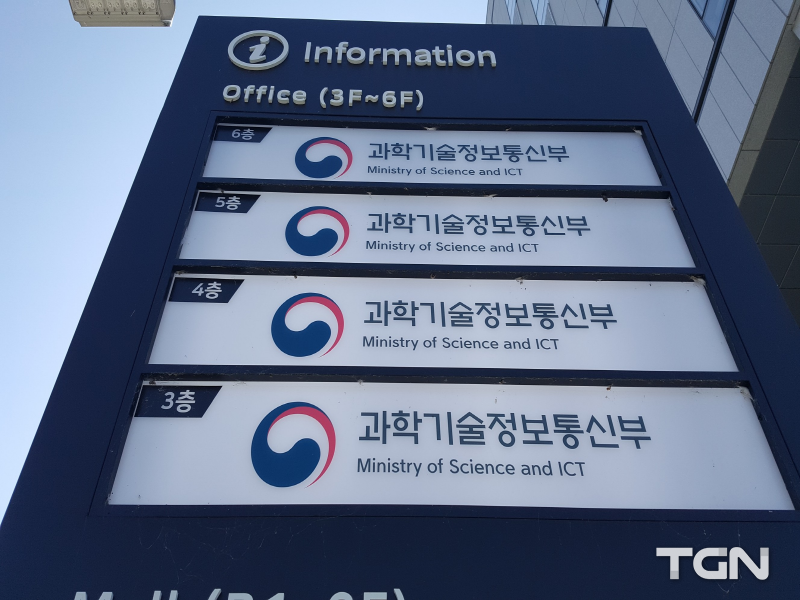 i Information
Office (3F~6F)
6층
과학기술정보통신부
Ministry of Science and ICT
5층
과학기술정보통신부
Ministry of Science and ICT
4층
과학기술정보통신부
Ministry of Science and ICT
3층
과학기술정보통신부
Ministry of Science and ICT
TGN